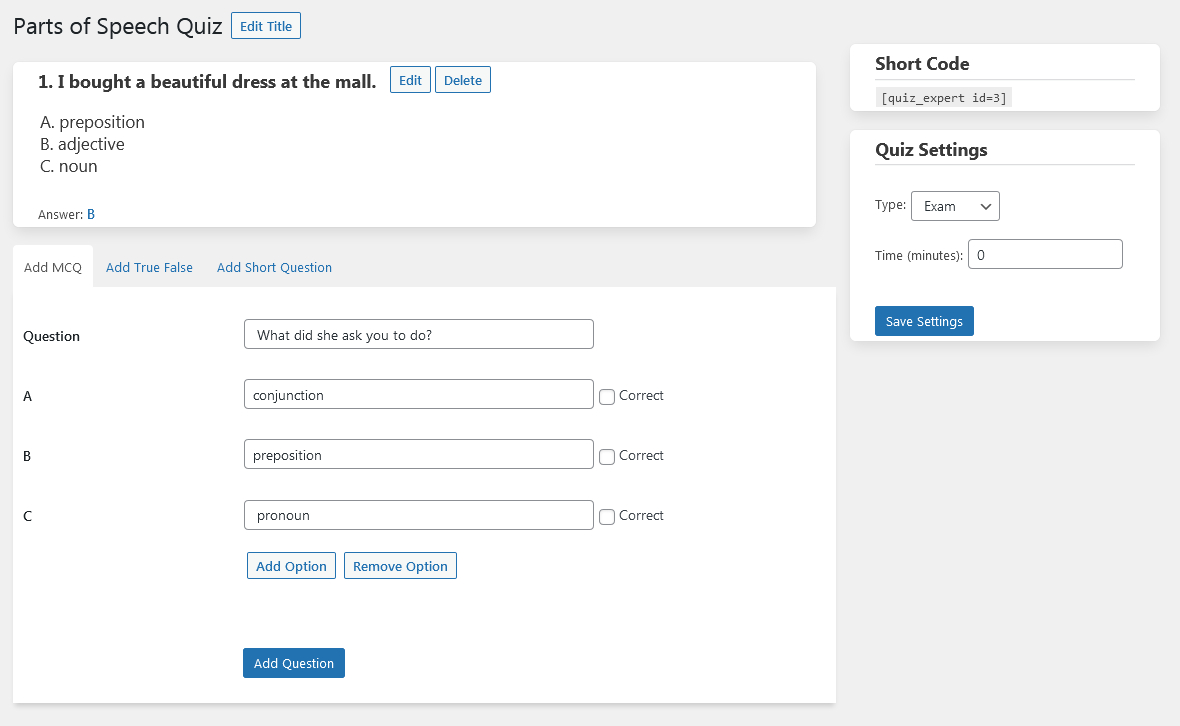 Parts of Speech Quiz Edit Title
1. I bought a beautiful dress at the mall. Edit Delete
A. preposition
B. adjective
C. noun
Answer: B
Add MCQ Add True False Add Short Question
Question What did she ask you to do?
A conjunction Correct
B preposition Correct
C pronoun Correct
Add Option Remove Option
Add Question
Short Code
[quiz_expert id=3]
Quiz Settings
Type: Exam
Time (minutes): 0
Save Settings